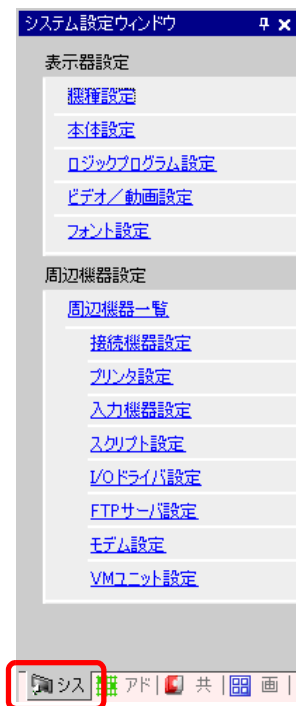 システム設定ウィンドウ
表示器設定
機種設定
本体設定
ロジックプログラム設定
ビデオ／動画設定
フォント設定
周辺機器設定
周辺機器一覧
接続機器設定
プリンタ設定
入力機器設定
スクリプト設定
I/Oドライバ設定
FTPサーバ設定
モデム設定
VMユニット設定
シス アド 共 画